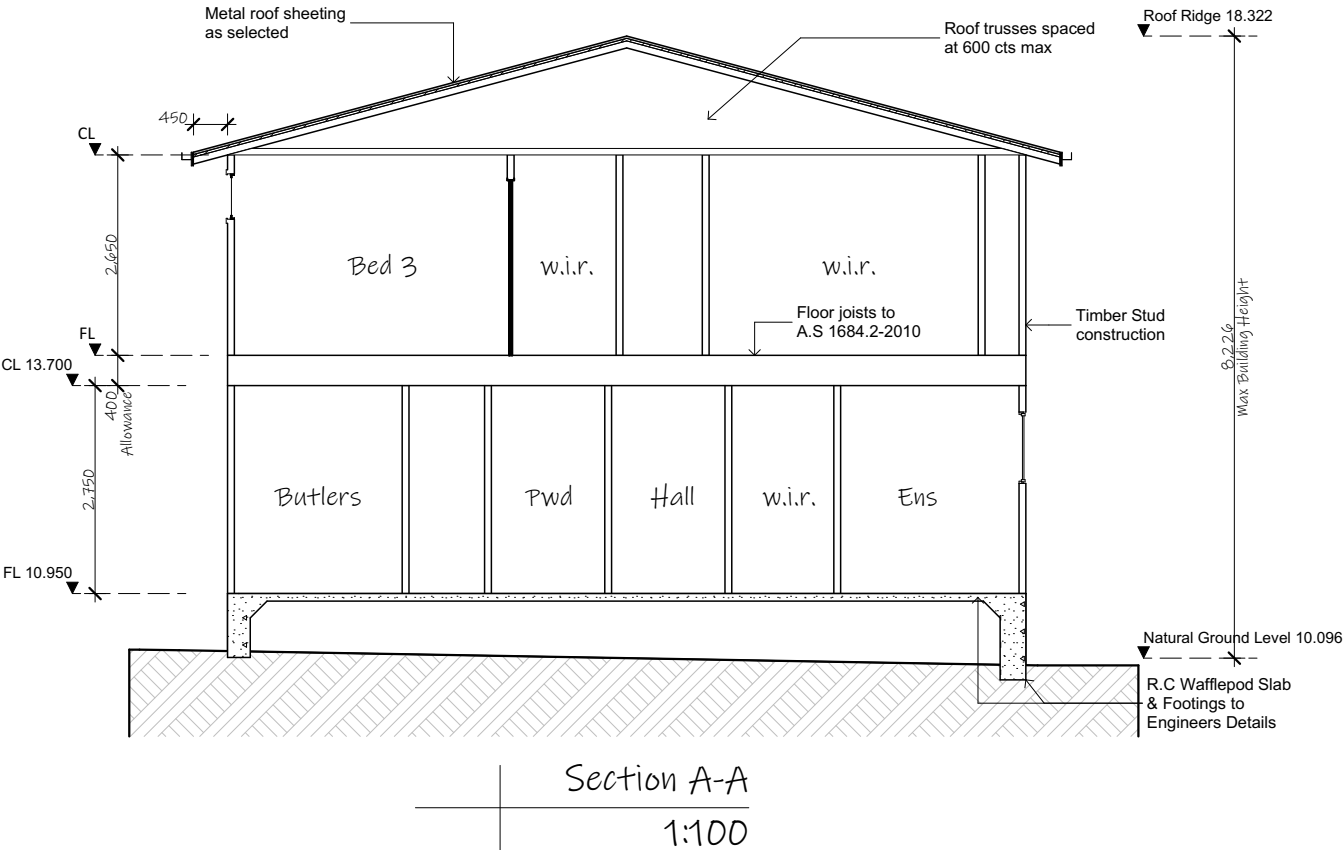 Metal roof sheeting
as selected
Roof Ridge 18.322
Roof trusses spaced
at 600 cts max
450
CL
2,650
Bed 3
w.i.r.
w.i.r.
Floor joists to
A.S 1684.2-2010
Timber Stud
construction
8,226
Max Building Height
FL
CL 13.700
400
Allowance
2,750
Butlers
Pwd
Hall
w.i.r.
Ens
FL 10.950
Natural Ground Level 10.096
R.C Wafflepod Slab
& Footings to
Engineers Details
Section A-A
1:100